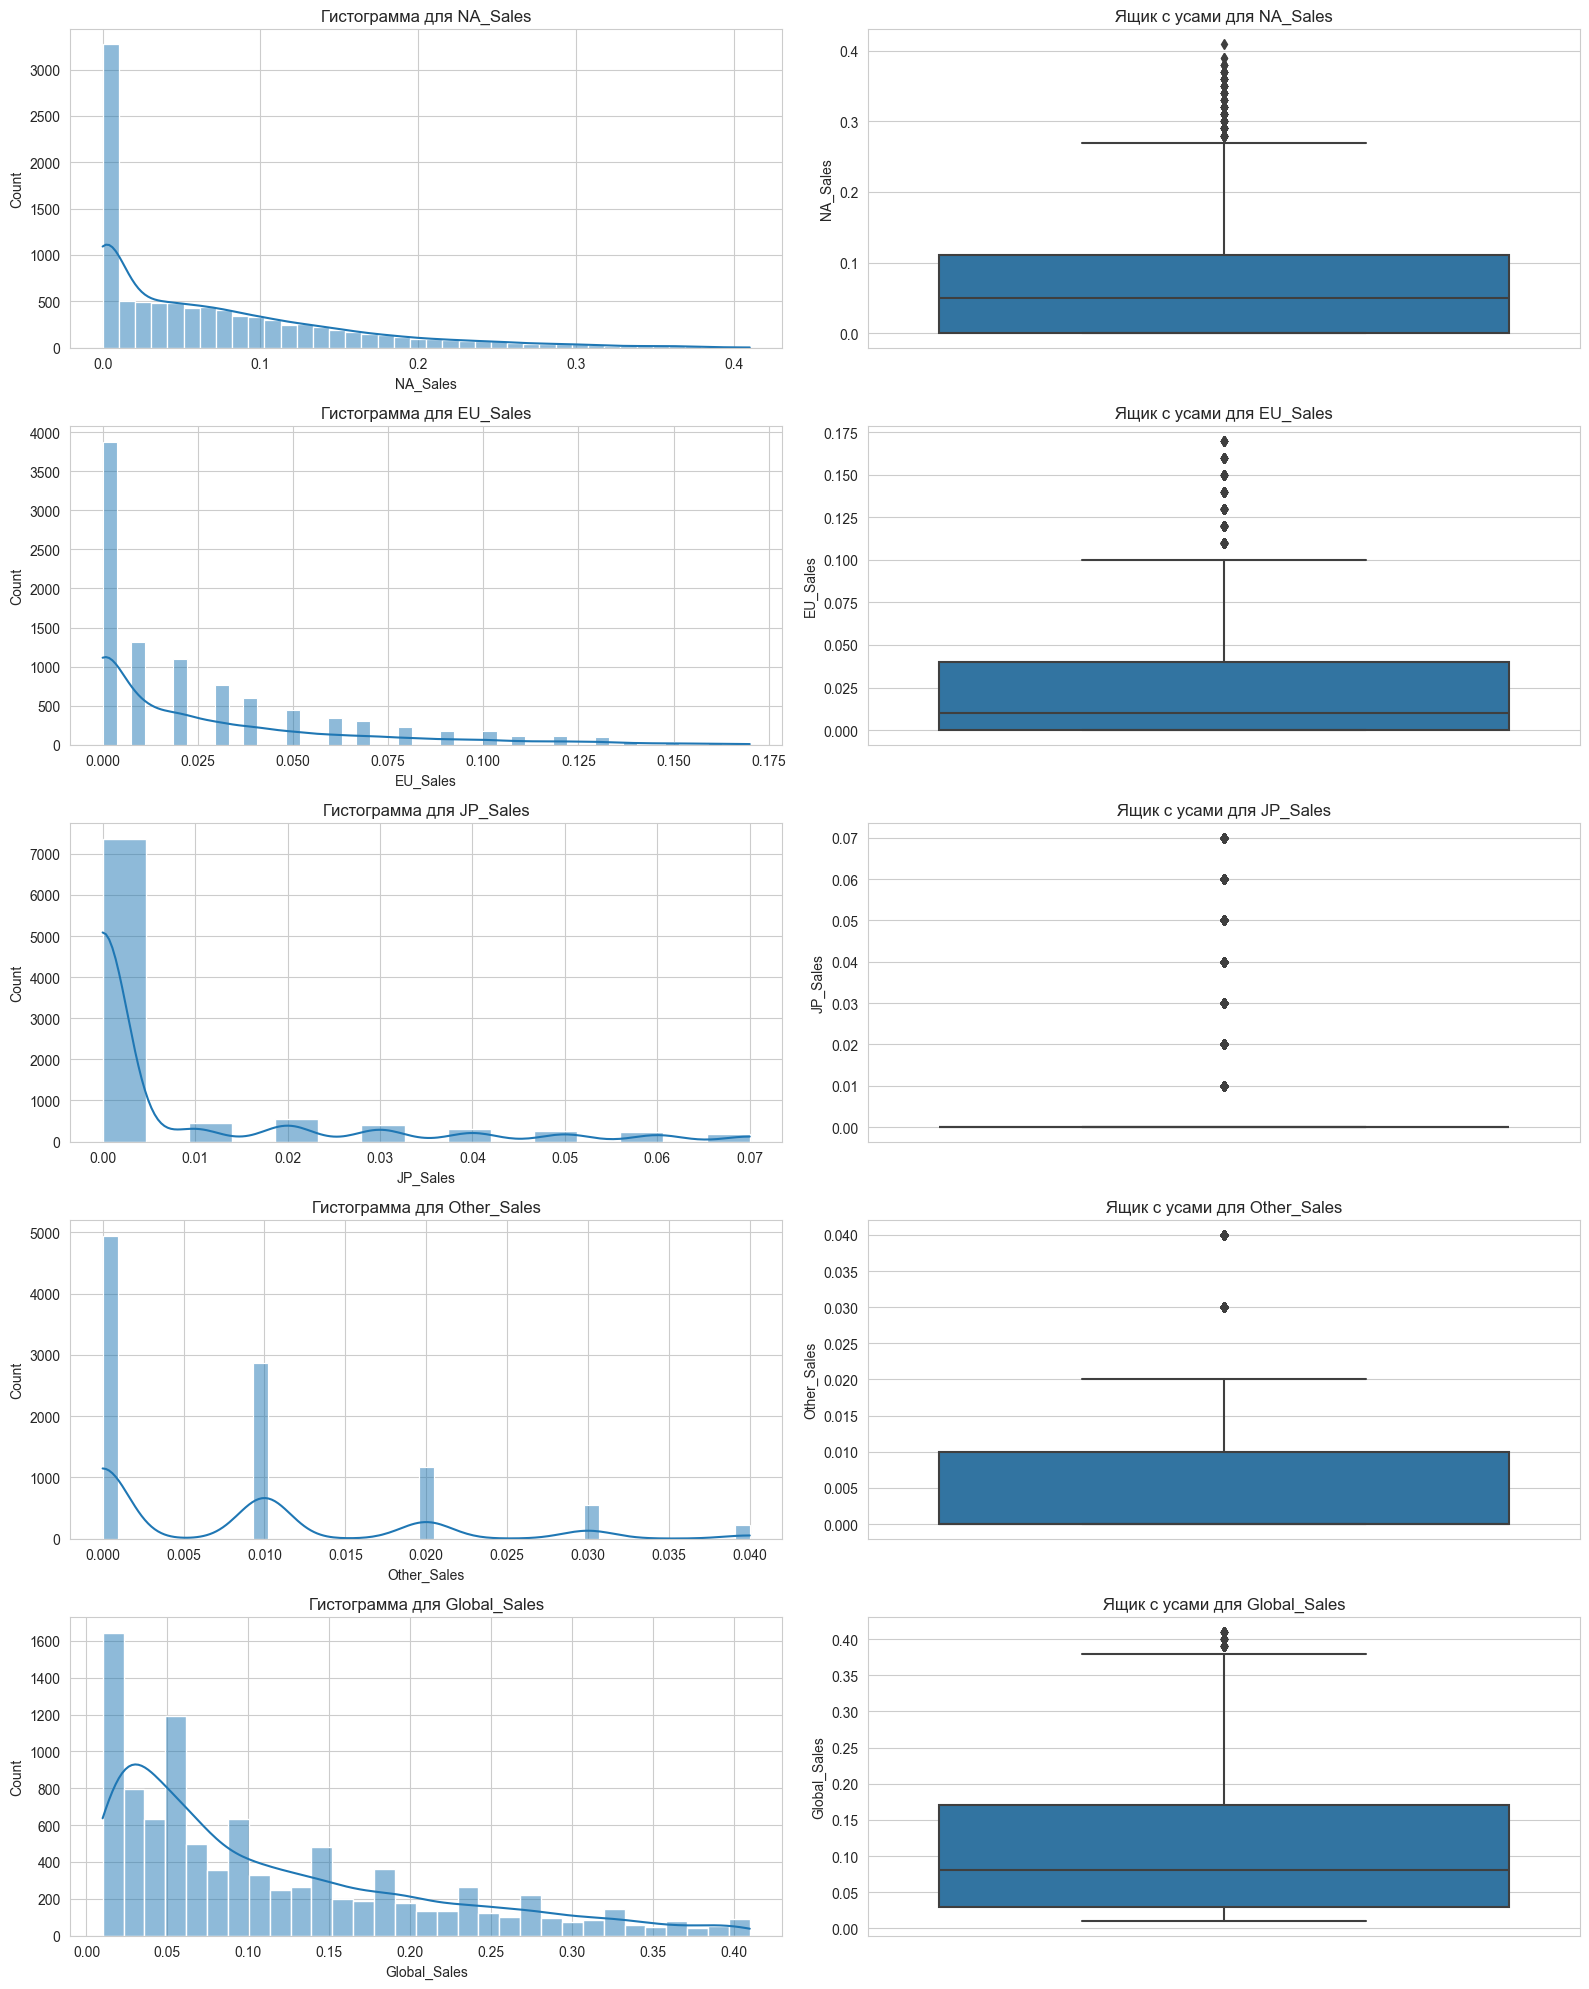 Гистограмма для NA_Sales
Ящик с усами для NA_Sales
3000
2500
2000
1500
1000
500
0
Count
0.0 0.1 0.2 0.3 0.4
NA_Sales
0.4
0.3
0.2
0.1
0.0
NA_Sales
Гистограмма для EU_Sales
Ящик с усами для EU_Sales
4000
3500
3000
2500
2000
1500
1000
500
0
Count
0.000 0.025 0.050 0.075 0.100 0.125 0.150 0.175
EU_Sales
0.175
0.150
0.125
0.100
0.075
0.050
0.025
0.000
EU_Sales
Гистограмма для JP_Sales
Ящик с усами для JP_Sales
7000
6000
5000
4000
3000
2000
1000
0
Count
0.00 0.01 0.02 0.03 0.04 0.05 0.06 0.07
JP_Sales
0.07
0.06
0.05
0.04
0.03
0.02
0.01
0.00
JP_Sales
Гистограмма для Other_Sales
Ящик с усами для Other_Sales
5000
4000
3000
2000
1000
0
Count
0.000 0.005 0.010 0.015 0.020 0.025 0.030 0.035 0.040
Other_Sales
0.040
0.035
0.030
0.025
0.020
0.015
0.010
0.005
0.000
Other_Sales
Гистограмма для Global_Sales
Ящик с усами для Global_Sales
1600
1400
1200
1000
800
600
400
200
0
Count
0.00 0.05 0.10 0.15 0.20 0.25 0.30 0.35 0.40
Global_Sales
0.40
0.35
0.30
0.25
0.20
0.15
0.10
0.05
0.00
Global_Sales